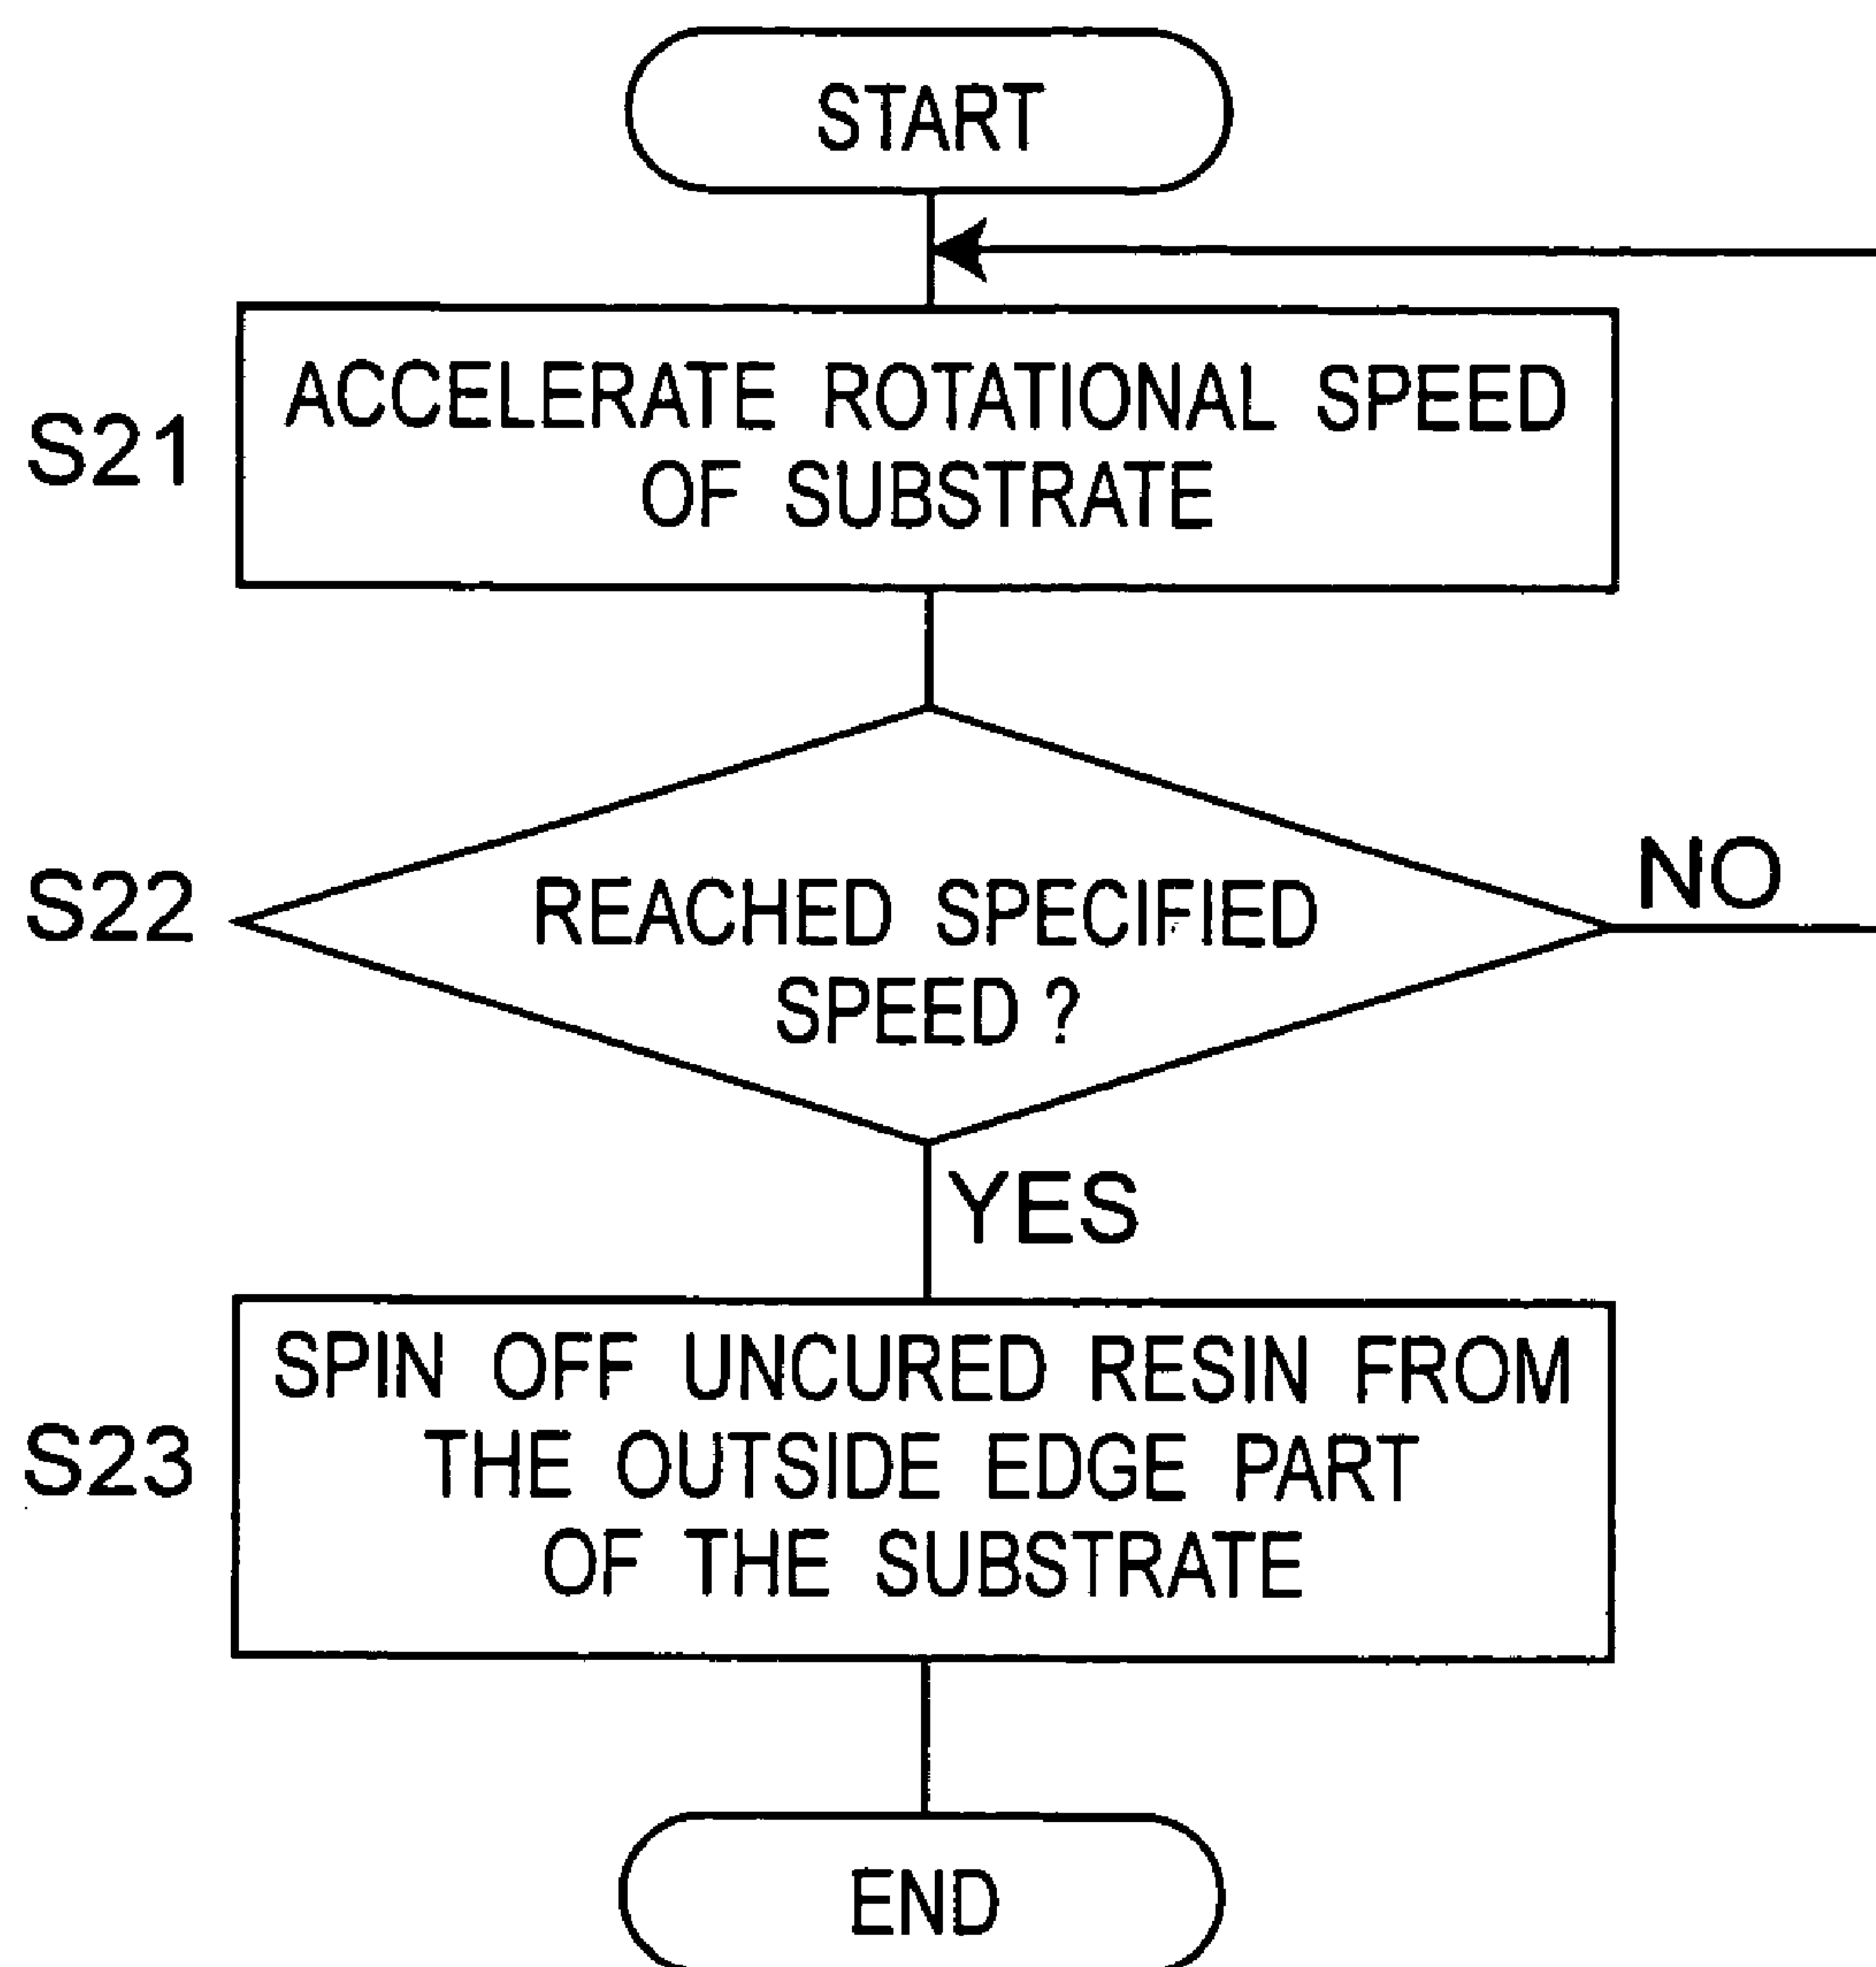 START
S21
ACCELERATE ROTATIONAL SPEED
OF SUBSTRATE
S22
REACHED SPECIFIED
SPEED ?
NO
YES
S23
SPIN OFF UNCURED RESIN FROM
THE OUTSIDE EDGE PART
OF THE SUBSTRATE
END